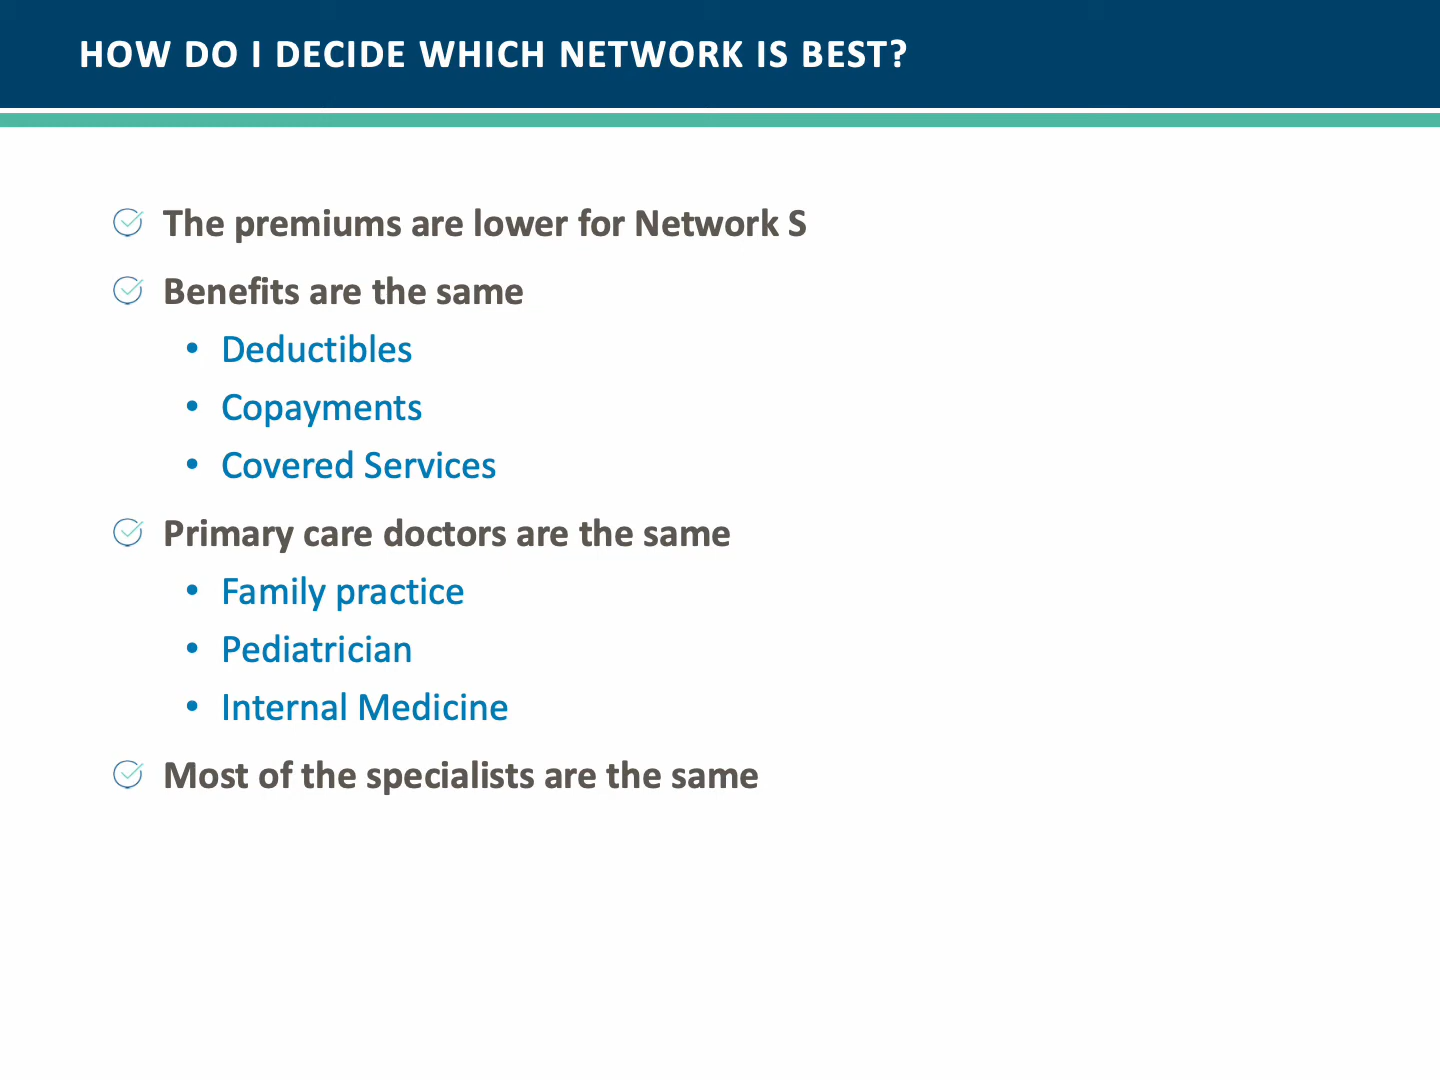 HOW DO I DECIDE WHICH NETWORK IS BEST?
The premiums are lower for Network S
Benefits are the same
• Deductibles
• Copayments
• Covered Services
Primary care doctors are the same
• Family practice
• Pediatrician
• Internal Medicine
Most of the specialists are the same